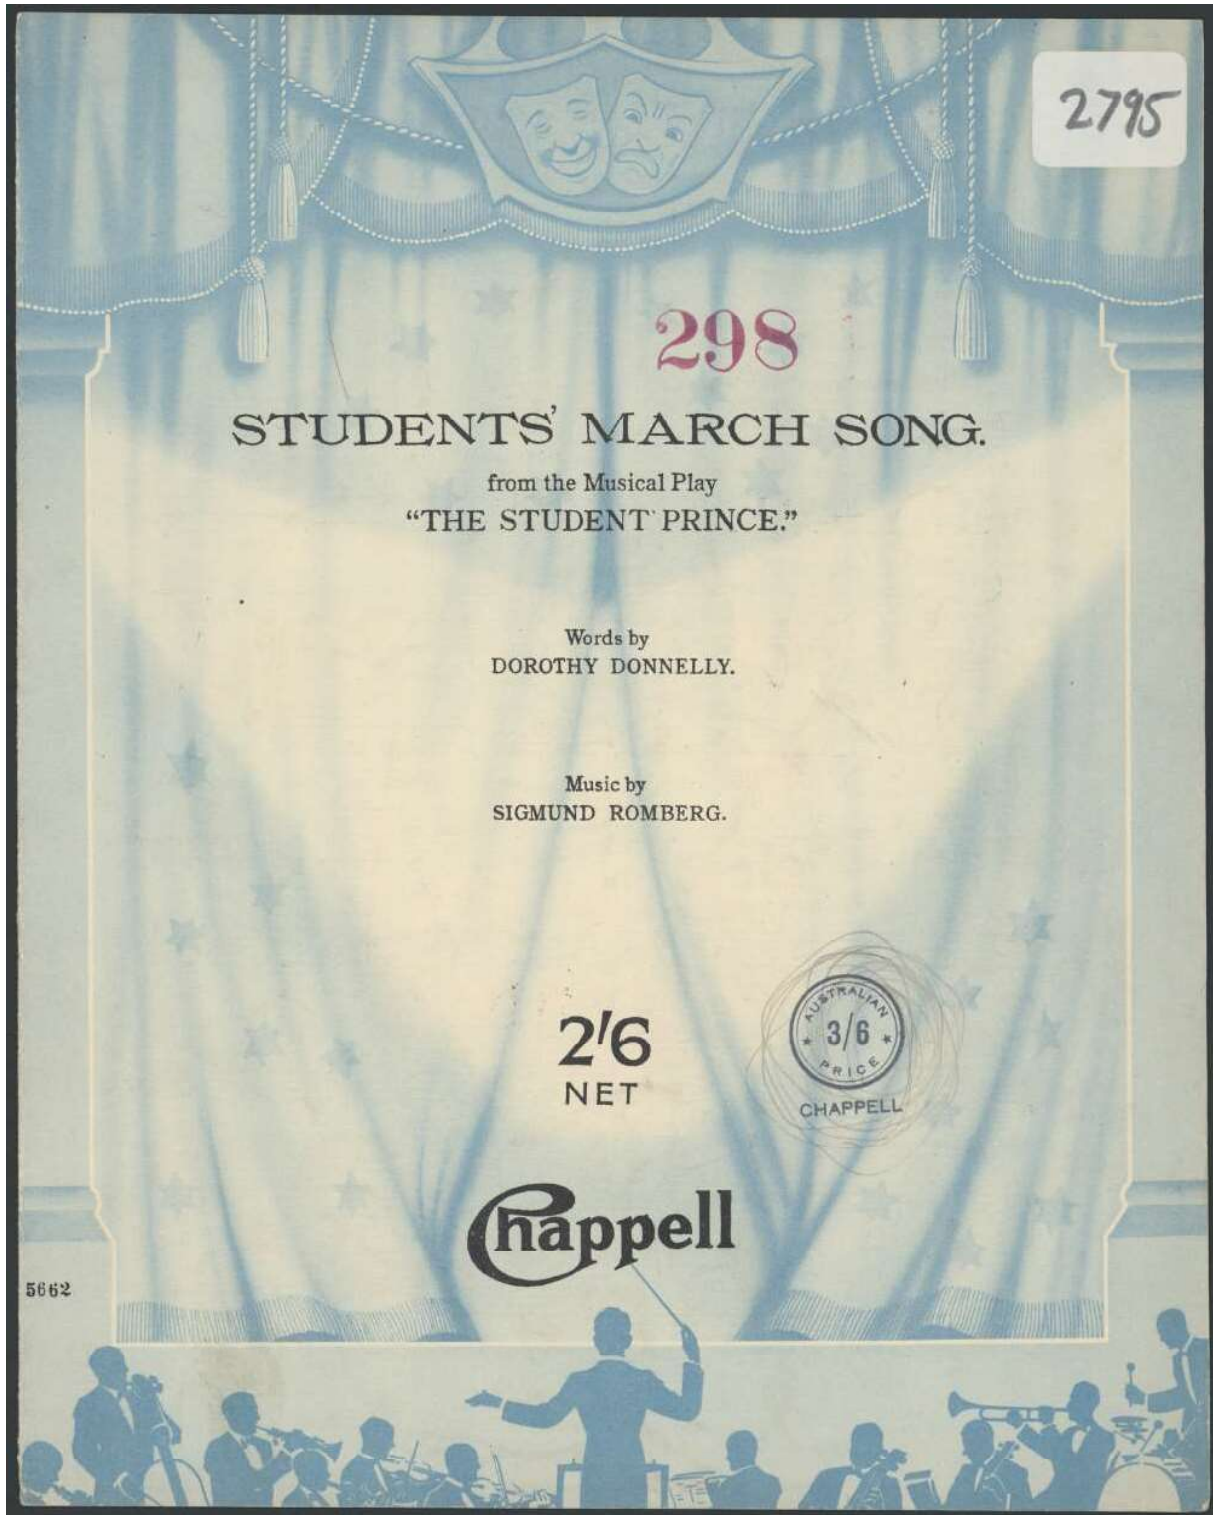 2795
298
STUDENTS' MARCH SONG.
from the Musical Play
“THE STUDENT PRINCE.”
Words by
DOROTHY DONNELLY.
Music by
SIGMUND ROMBERG.
2'6
NET
AUSTRALIAN
3/6
PRICE
CHAPPELL
Chappell
5662